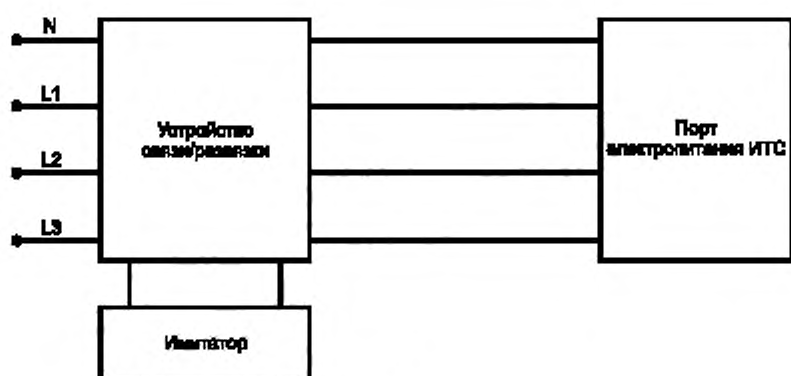 N
L1
L2
L3
Устройство
связи/развязки
Порт
электропитания ИТС
Имитатор